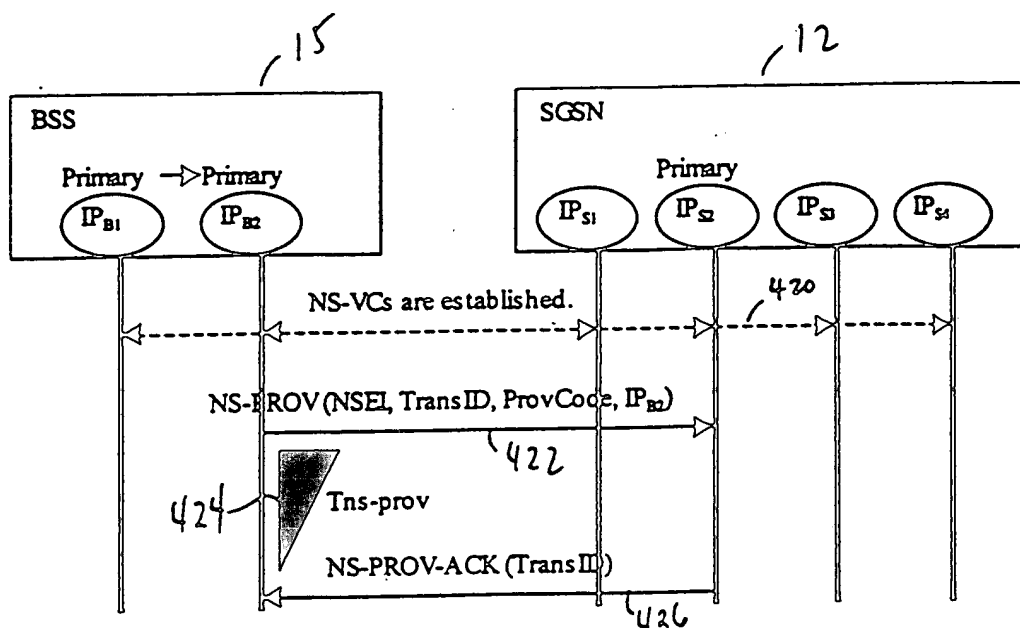 15
12
BSS
SGSN
Primary Primary
Primary
IPB1
IPB2
IPS1
IPS2
IPS3
IPS4
NS-VCs are established.
420
NS-PROV (NSEI, TransID, ProvCode, IPB2)
422
424
Tns-prov
NS-PROV-ACK (TransID)
426